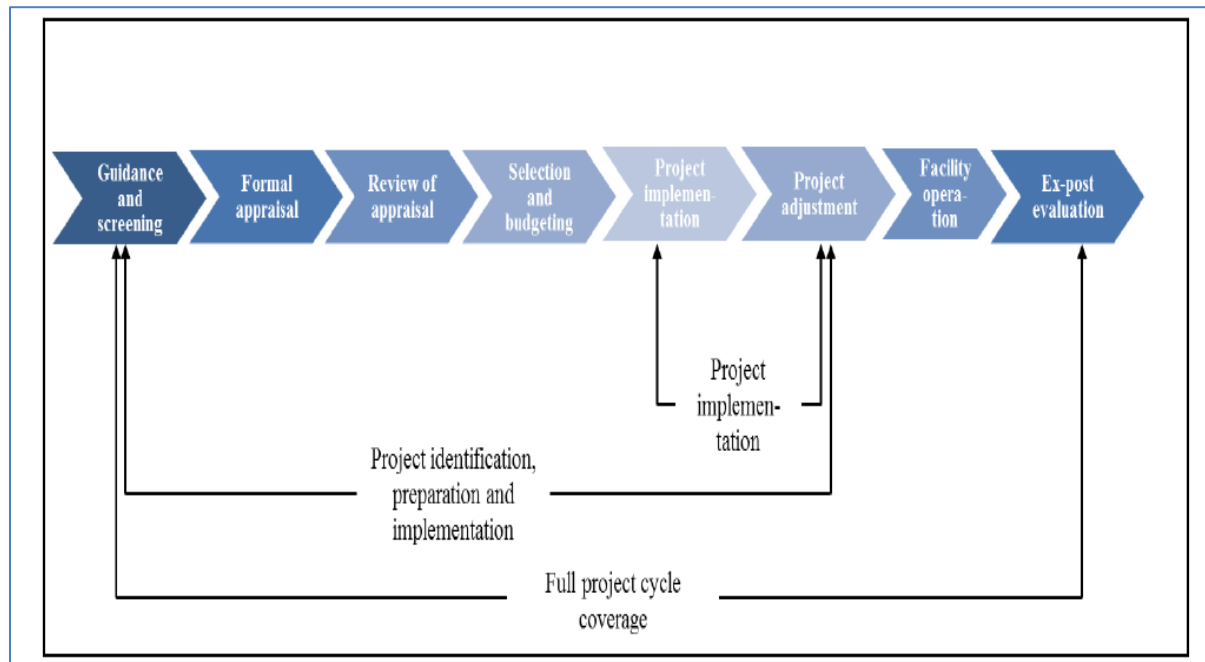 Guidance
and
screening
Formal
appraisal
Review of
appraisal
Selection
and
budgeting
Project
implemen-
tation
Project
adjustment
Facility
opera-
tion
Ex-post
evaluation
Project
implemen-
tation
Project identification,
preparation and
implementation
Full project cycle
coverage